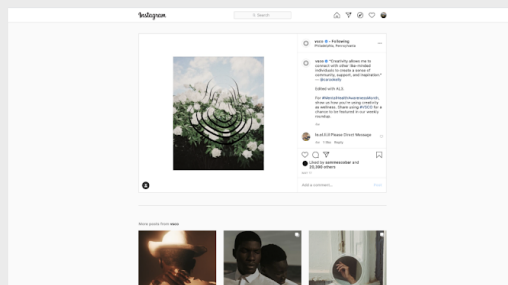 Instagram
Search
vsco • Following
Philadelphia, Pennsylvania
vsco "Creativity allows me to
connect with other like-minded
individuals to create a sense of
community, support, and inspiration."
Edited with AL3
For #MentalHealthAwarenessMonth,
show us how you're using creativity
as wellness. Share using #VSCO for a
chance to be featured in our weekly
Please Direct Message
Reply
Liked by and
others
Add a comment...
Post
More posts from vsco